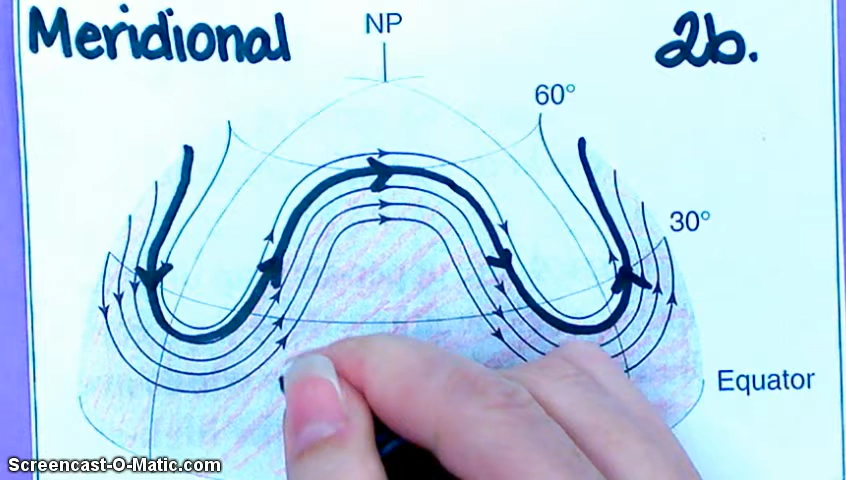 Meridional
NP
2b.
60°
30°
Equator
Screencast-O-Matic.com